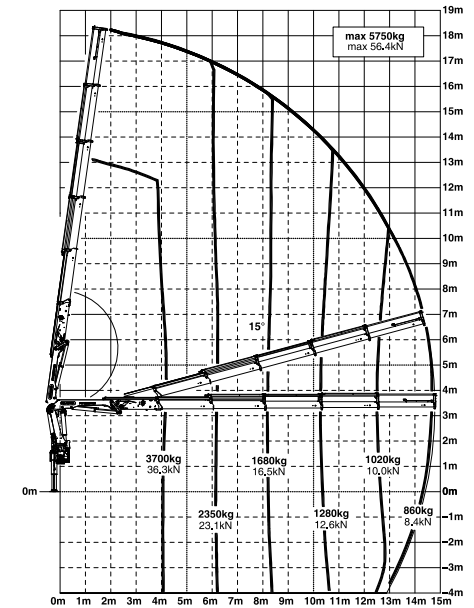 19m
max 5750kg
max 56.4kN
18m
17m
16m
15m
14m
13m
12m
11m
10m
9m
8m
7m
15°
6m
5m
4m
3m
3700kg
36.3kN
1680kg
16.5kN
1020kg
10.0kN
2m
1m
0m
0m
2350kg
23.1kN
1280kg
12.6kN
860kg
8.4kN
-1m
-2m
-3m
-4m
0m 1m 2m 3m 4m 5m 6m 7m 8m 9m 10m 11m 12m 13m 14m 15m